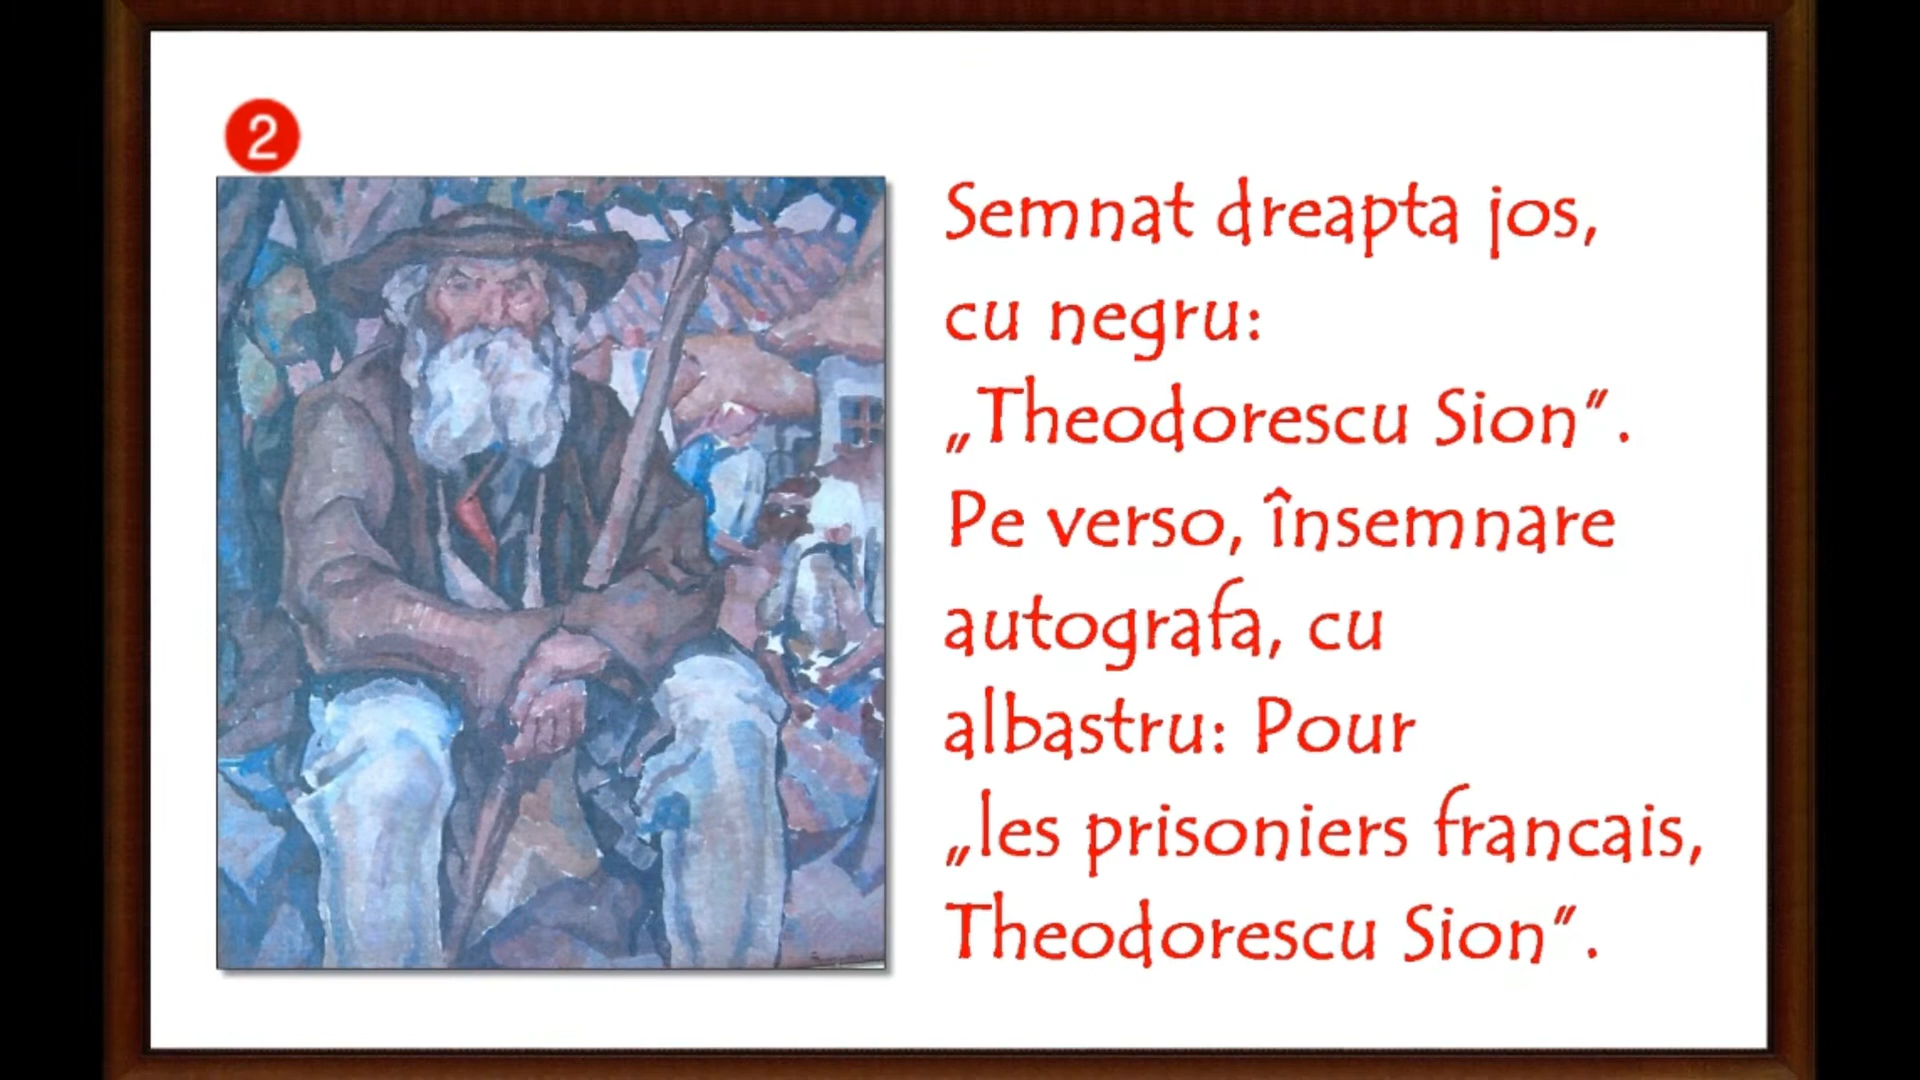 2
Semnat dreapta jos,
cu negru:
„Theodorescu Sion”.
Pe verso, însemnare
autografa, cu
albastru: Pour
„les prisoniers francais,
Theodorescu Sion”.